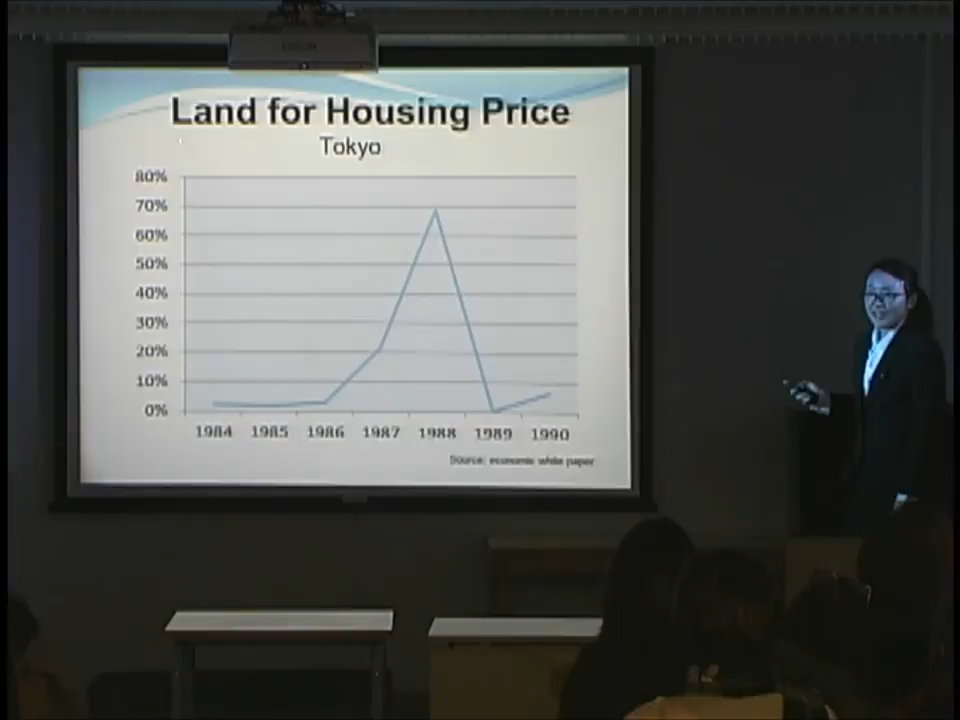 Land for Housing Price
Tokyo
80%
70%
60%
50%
40%
30%
20%
10%
0%
1984 1985 1986 1987 1988 1989 1990
Source: economic white paper